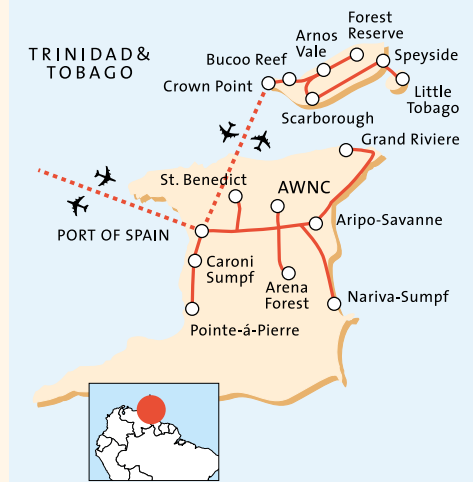 TRINIDAD &
TOBAGO
Forest
Reserve
Arnos
Vale
Bucoo Reef
Speyside
Crown Point
Little
Tobago
Scarborough
Grand Riviere
St. Benedict
AWNC
PORT OF SPAIN
Aripo-Savanne
Caroni
Sumpf
Arena
Forest
Nariva-Sumpf
Pointe-á-Pierre